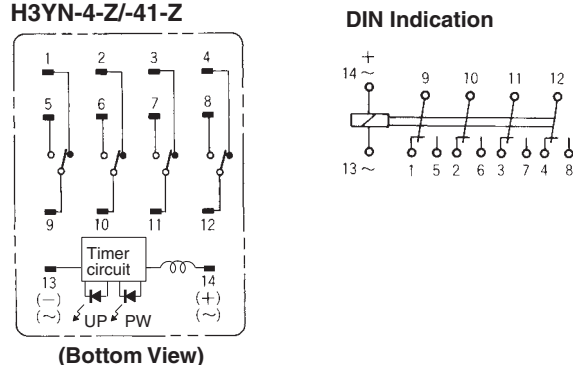 H3YN-4-Z/-41-Z
1 2 3 4
5 6 7 8
9 10 11 12
Timer
circuit
13 14
(−) (+)
(~) (~)
UP PW
(Bottom View)
DIN Indication
+
14 ~ 9 10 11 12
13 ~ 1 5 2 6 3 7 4 8